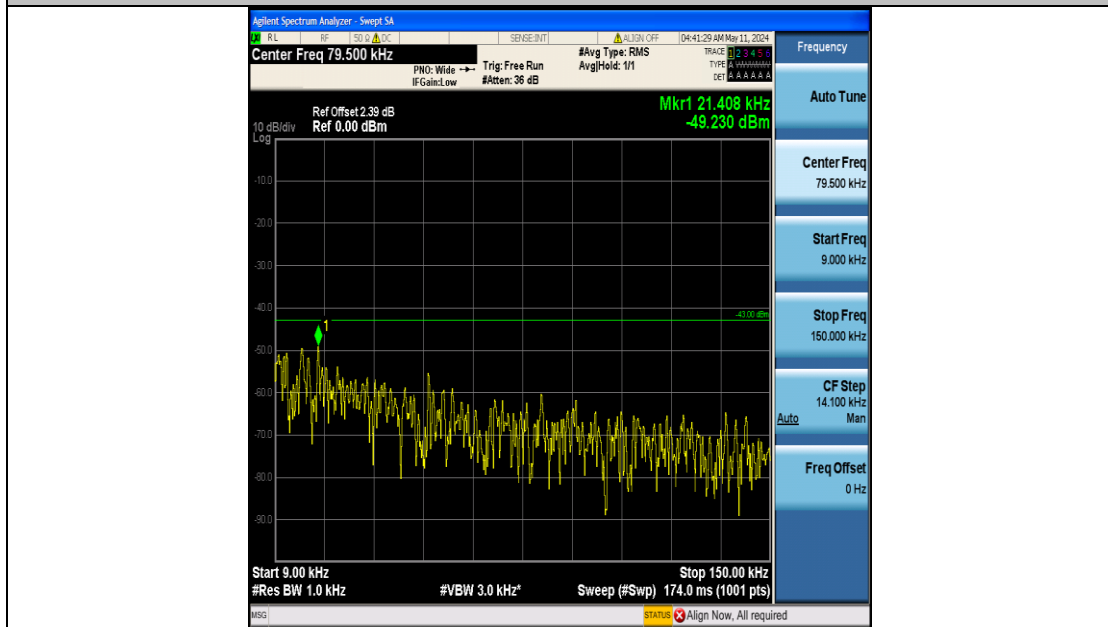 Agilent Spectrum Analyzer - Swept SA
RL RF 50 Ω DC SENSE:INT ALIGN OFF 04:41:29 AM May 11, 2024
Center Freq 79.500 kHz
PNO: Wide
IFGain:Low
Trig: Free Run
#Atten: 36 dB
#Avg Type: RMS
Avg|Hold: 1/1
TRACE 1 2 3 4 5 6
TYPE A
DET A A A A A A
Mkr1 21.408 kHz
-49.230 dBm
Ref Offset 2.39 dB
10 dB/div Ref 0.00 dBm
Log
-10.0
-20.0
-30.0
-40.0
-43.00 dBm
1
-50.0
-60.0
-70.0
-80.0
-90.0
Start 9.00 kHz Stop 150.00 kHz
#Res BW 1.0 kHz #VBW 3.0 kHz* Sweep (#Swp) 174.0 ms (1001 pts)
MSG STATUS Align Now, All required
Frequency
Auto Tune
Center Freq
79.500 kHz
Start Freq
9.000 kHz
Stop Freq
150.000 kHz
CF Step
14.100 kHz
Auto Man
Freq Offset
0 Hz